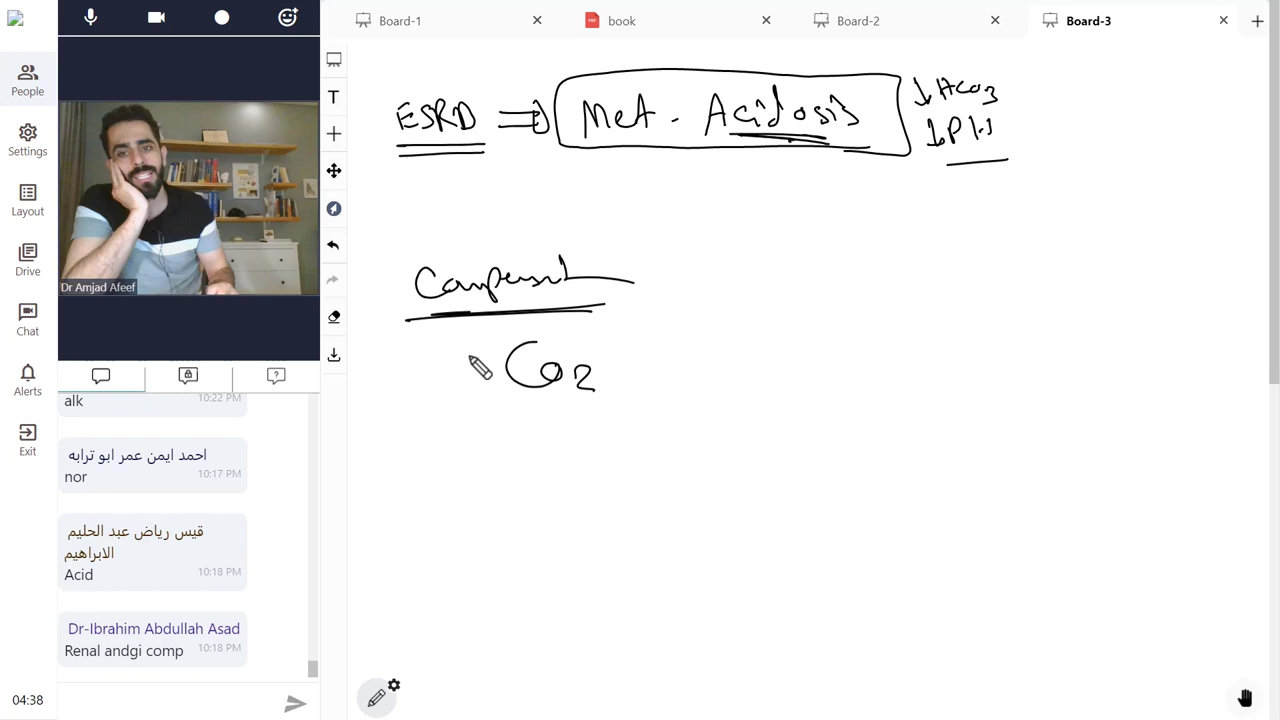 Board-1
book
Board-2
Board-3
People
Settings
Layout
Drive
Chat
Alerts
Exit
04:38
Dr Amjad Afeef
alk
10:22 PM
احمد ايمن عمر ابو ترابه
nor
10:17 PM
قيس رياض عبد الحليم
الابراهيم
Acid
10:18 PM
Dr-Ibrahim Abdullah Asad
Renal andgi comp
10:18 PM
T
ESRD ⇒ Met - Acidosis ↓HCO3
↓PH
CO2